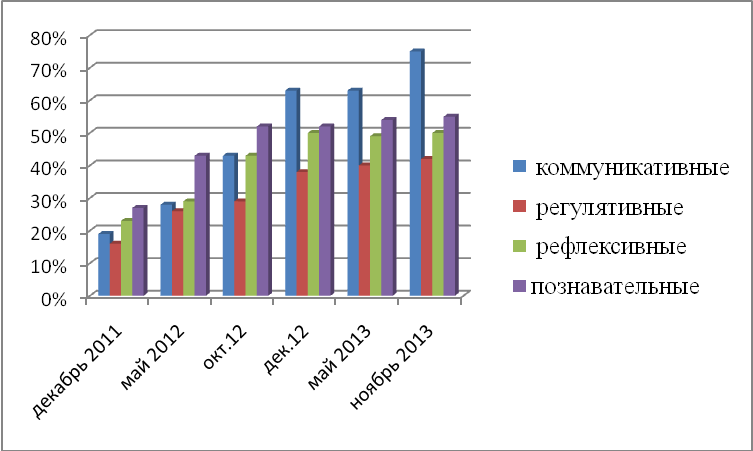 80%
70%
60%
50%
40%
30%
20%
10%
0%
декабрь 2011
май 2012
окт.12
дек.12
май 2013
ноябрь 2013
коммуникативные
регулятивные
рефлексивные
познавательные